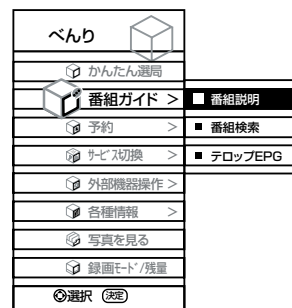 べんり
かんたん選局
番組ガイド >
番組説明
予約 >
番組検索
サービス切換 >
テロップEPG
外部機器操作 >
各種情報 >
写真を見る
録画モード/残量
選択 決定